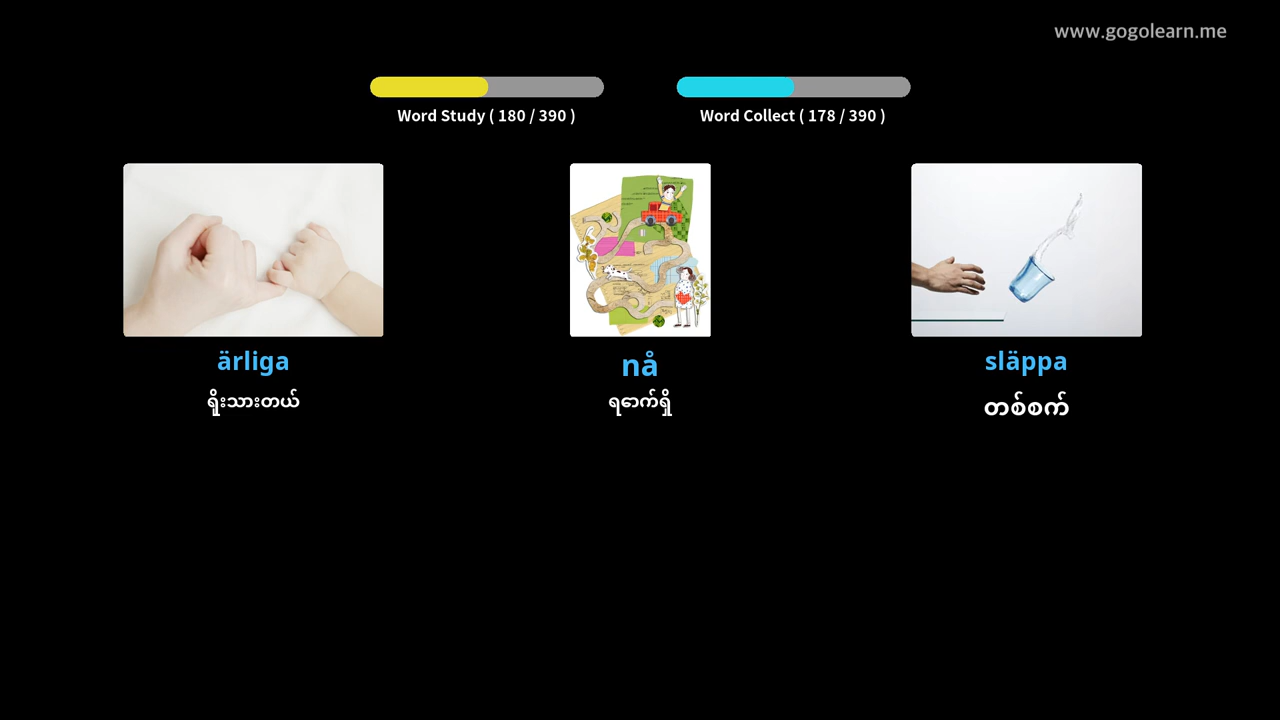 www.gogolearn.me
Word Study ( 180 / 390 )
Word Collect ( 178 / 390 )
ärliga
nå
släppa
ရိုးသားတယ်
ရောက်ရှိ
တစ်စက်